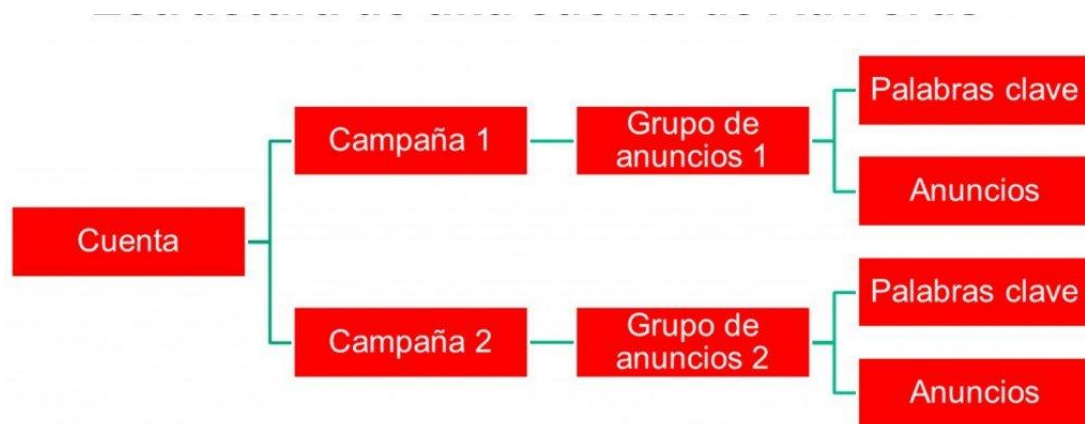 Cuenta
Campaña 1
Grupo de
anuncios 1
Palabras clave
Anuncios
Campaña 2
Grupo de
anuncios 2
Palabras clave
Anuncios